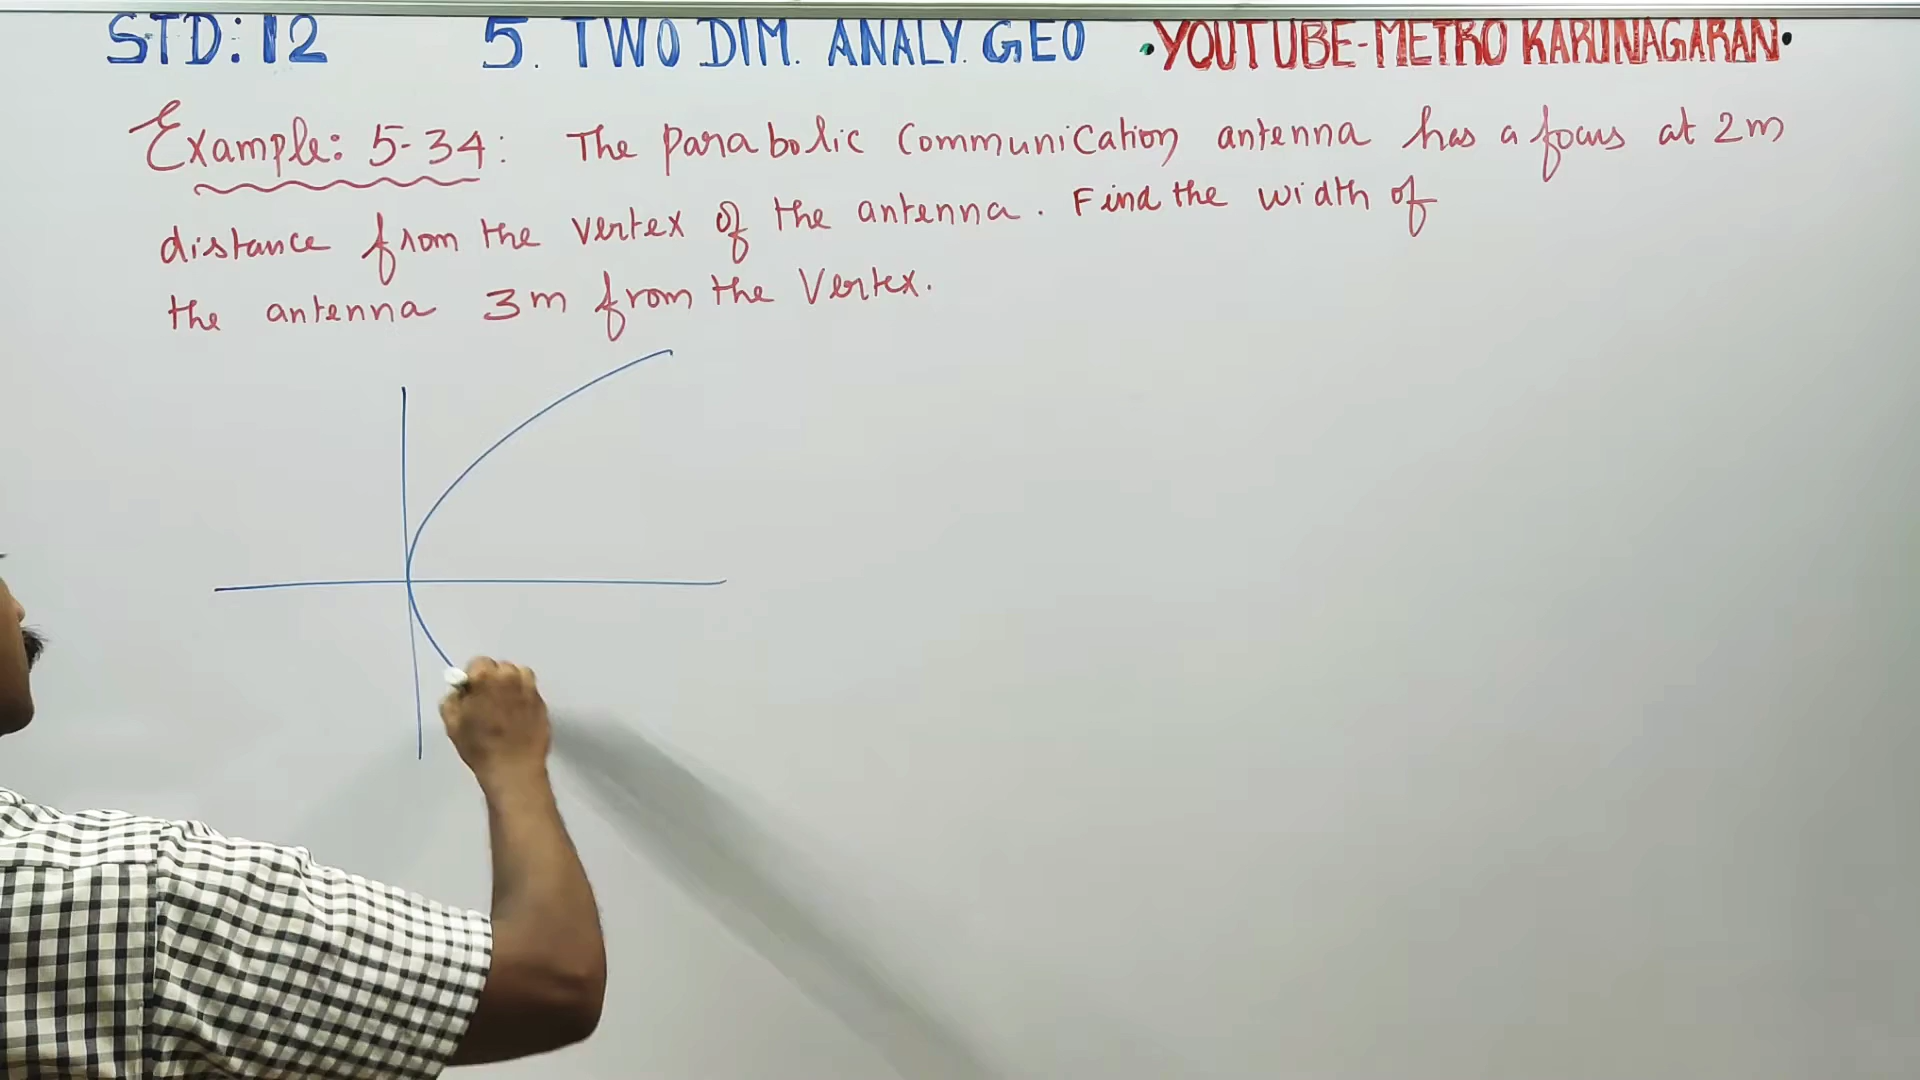 STD: 12 5. TWO DIM. ANALY. GEO •YOUTUBE-METRO KARUNAGARAN•
Example: 5-34: The parabolic communication antenna has a focus at 2m
distance from the vertex of the antenna. Find the width of
the antenna 3m from the Vertex.